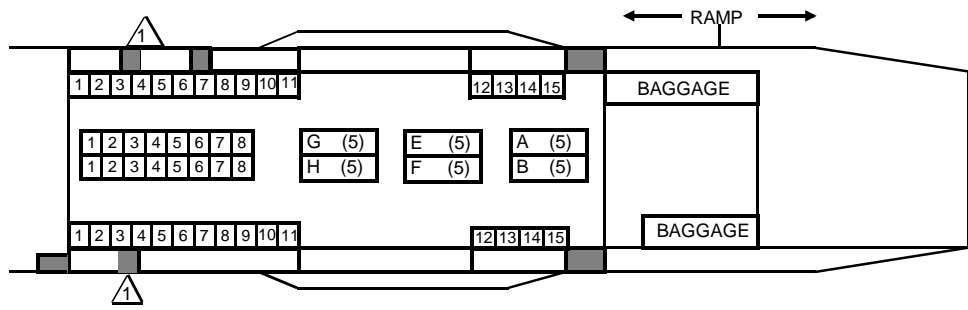 RAMP
1
1 2 3 4 5 6 7 8 9 10 11
12 13 14 15
BAGGAGE
1 2 3 4 5 6 7 8
G (5)
E (5)
A (5)
1 2 3 4 5 6 7 8
H (5)
F (5)
B (5)
1 2 3 4 5 6 7 8 9 10 11
12 13 14 15
BAGGAGE
1